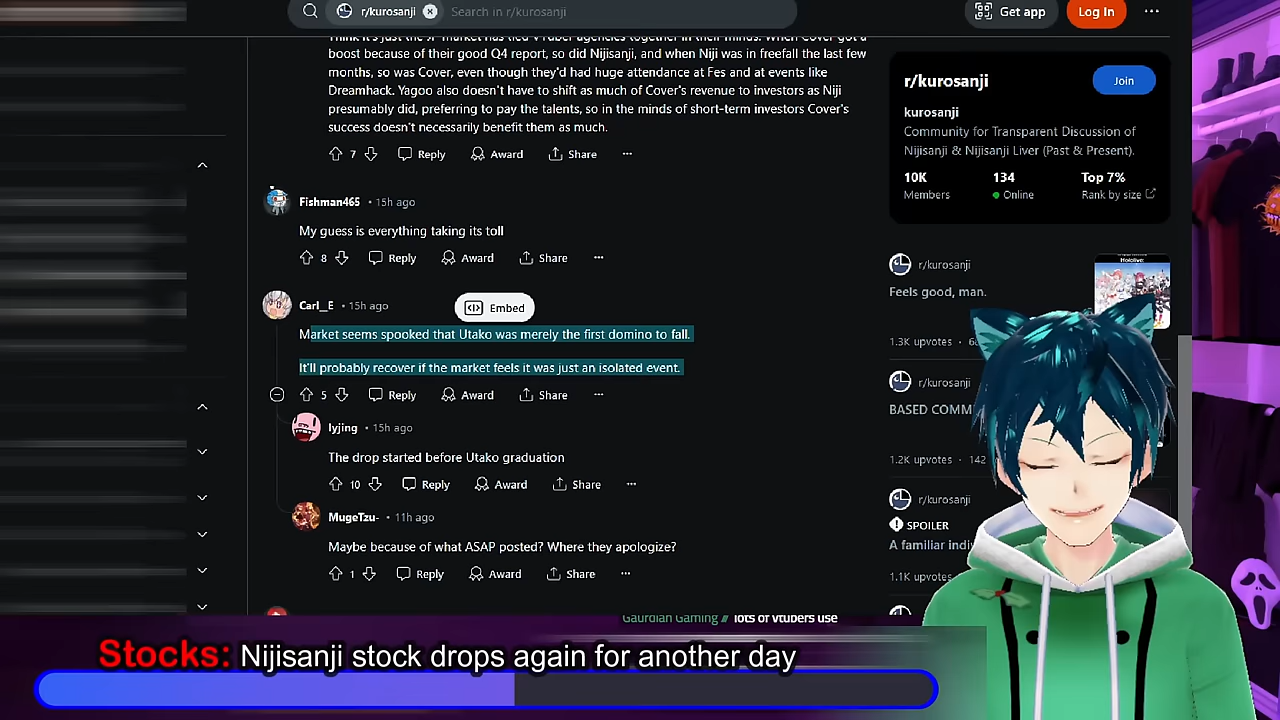 r/kurosanji
Search in r/kurosanji
Get app
Log In
Think it's just the JP market has tied VTuber agencies together in their minds. When Cover got a
boost because of their good Q4 report, so did Nijisanji, and when Niji was in freefall the last few
months, so was Cover, even though they'd had huge attendance at Fes and at events like
Dreamhack. Yagoo also doesn't have to shift as much of Cover's revenue to investors as Niji
presumably did, preferring to pay the talents, so in the minds of short-term investors Cover's
success doesn't necessarily benefit them as much.
7 Reply Award Share
Fishman465 • 15h ago
My guess is everything taking its toll
8 Reply Award Share
Carl__E • 15h ago
Embed
Market seems spooked that Utako was merely the first domino to fall.
It'll probably recover if the market feels it was just an isolated event.
5 Reply Award Share
lyjing • 15h ago
The drop started before Utako graduation
10 Reply Award Share
MugeTzu- • 11h ago
Maybe because of what ASAP posted? Where they apologize?
1 Reply Award Share
r/kurosanji
Join
kurosanji
Community for Transparent Discussion of
Nijisanji & Nijisanji Liver (Past & Present).
10K 134 Top 7%
Members Online Rank by size
r/kurosanji
Feels good, man.
1.3K upvotes
r/kurosanji
BASED COMM
1.2K upvotes • 142
r/kurosanji
SPOILER
A familiar indi
1.1K upvotes
Gaurdian Gaming // lots of vtubers use
Stocks: Nijisanji stock drops again for another day